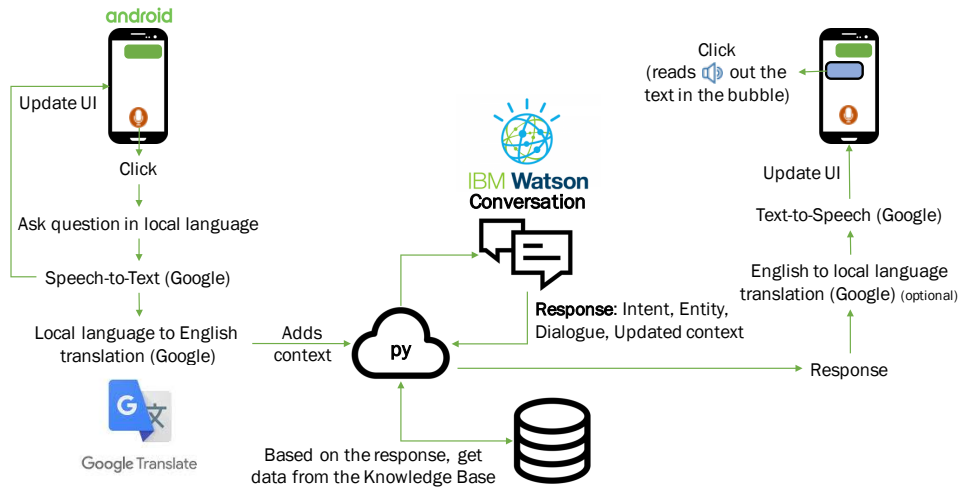 android
Update UI
Click
Ask question in local language
Speech-to-Text (Google)
Local language to English
translation (Google)
G
文
Google Translate
Adds
context
py
IBM Watson
Conversation
Response: Intent, Entity,
Dialogue, Updated context
Based on the response, get
data from the Knowledge Base
Response
English to local language
translation (Google) (optional)
Text-to-Speech (Google)
Update UI
Click
(reads out the
text in the bubble)